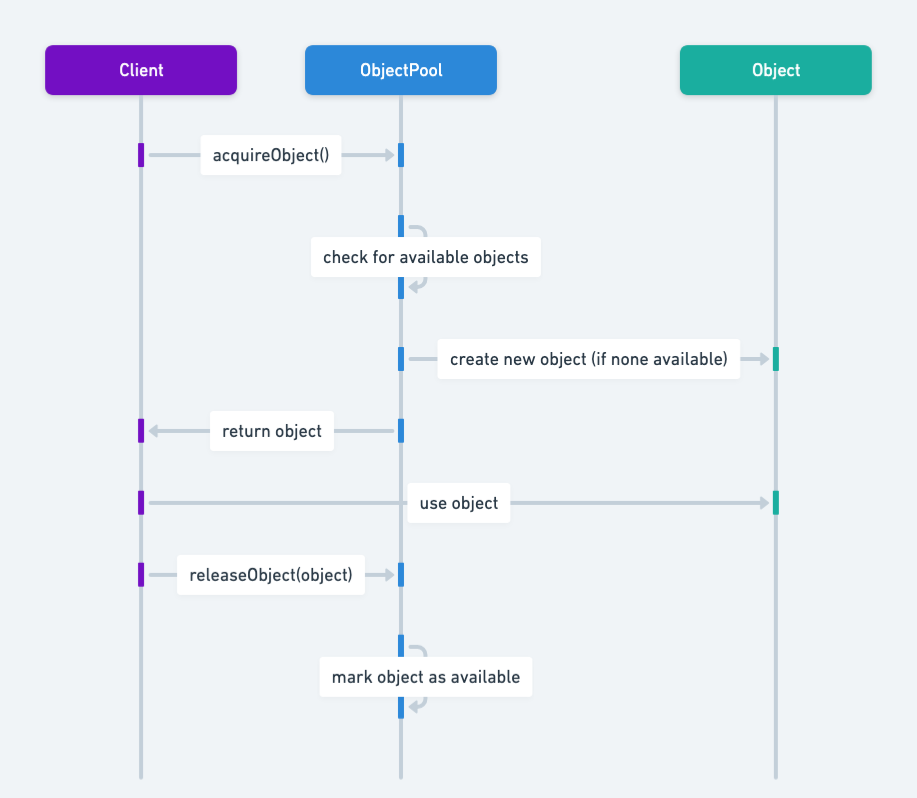 Client
ObjectPool
Object
acquireObject()
check for available objects
create new object (if none available)
return object
use object
releaseObject(object)
mark object as available